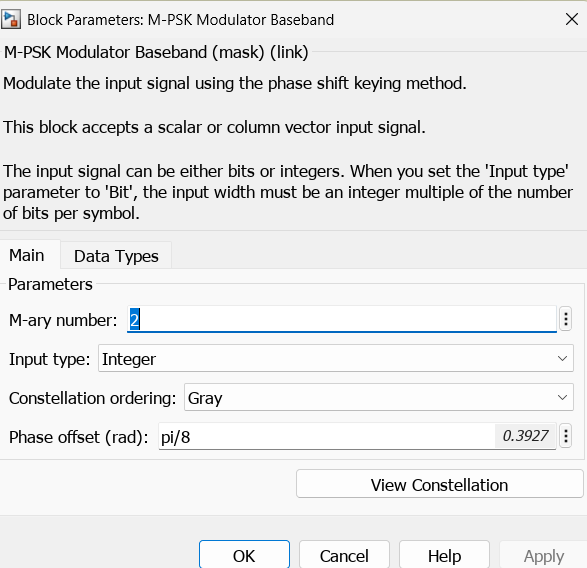 Block Parameters: M-PSK Modulator Baseband
M-PSK Modulator Baseband (mask) (link)
Modulate the input signal using the phase shift keying method.
This block accepts a scalar or column vector input signal.
The input signal can be either bits or integers. When you set the 'Input type'
parameter to 'Bit', the input width must be an integer multiple of the number
of bits per symbol.
Main Data Types
Parameters
M-ary number: 2
Input type: Integer
Constellation ordering: Gray
Phase offset (rad): pi/8 0.3927
View Constellation
OK Cancel Help Apply